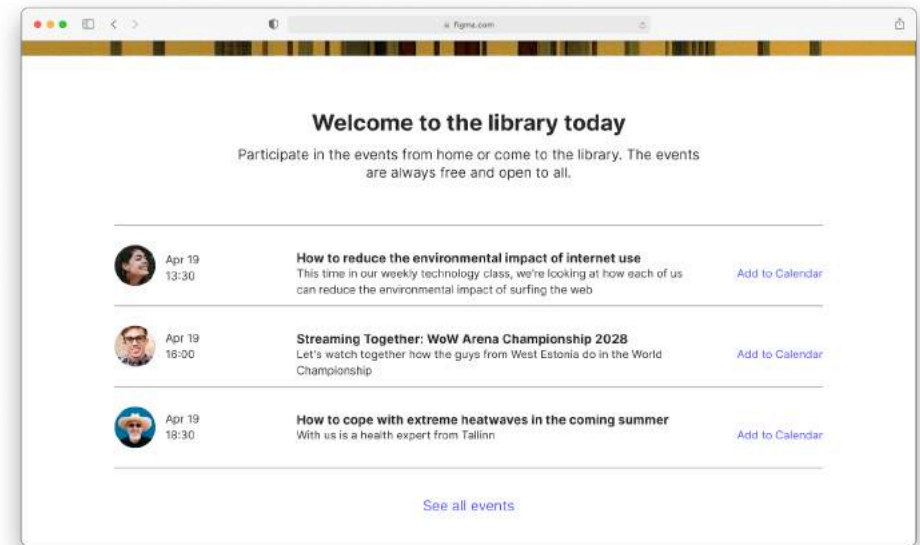 figma.com
Welcome to the library today
Participate in the events from home or come to the library. The events
are always free and open to all.
Apr 19
13:30
How to reduce the environmental impact of internet use
This time in our weekly technology class, we're looking at how each of us
can reduce the environmental impact of surfing the web
Add to Calendar
Apr 19
16:00
Streaming Together: WoW Arena Championship 2028
Let's watch together how the guys from West Estonia do in the World
Championship
Add to Calendar
Apr 19
18:30
How to cope with extreme heatwaves in the coming summer
With us is a health expert from Tallinn
Add to Calendar
See all events